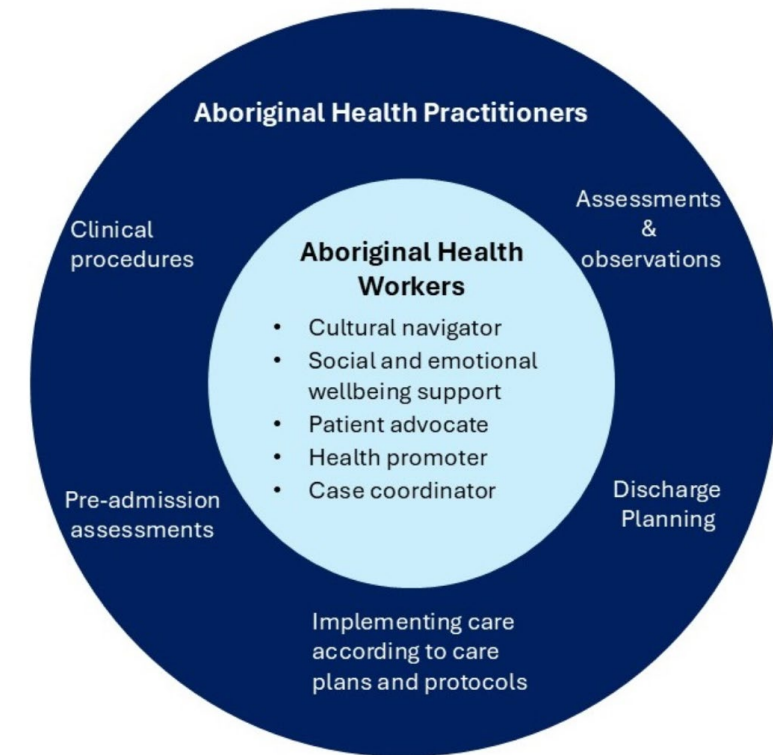 Aboriginal Health Practitioners
Clinical
procedures
Assessments
&
observations
Aboriginal Health
Workers
• Cultural navigator
• Social and emotional
wellbeing support
• Patient advocate
• Health promoter
• Case coordinator
Pre-admission
assessments
Discharge
Planning
Implementing care
according to care
plans and protocols